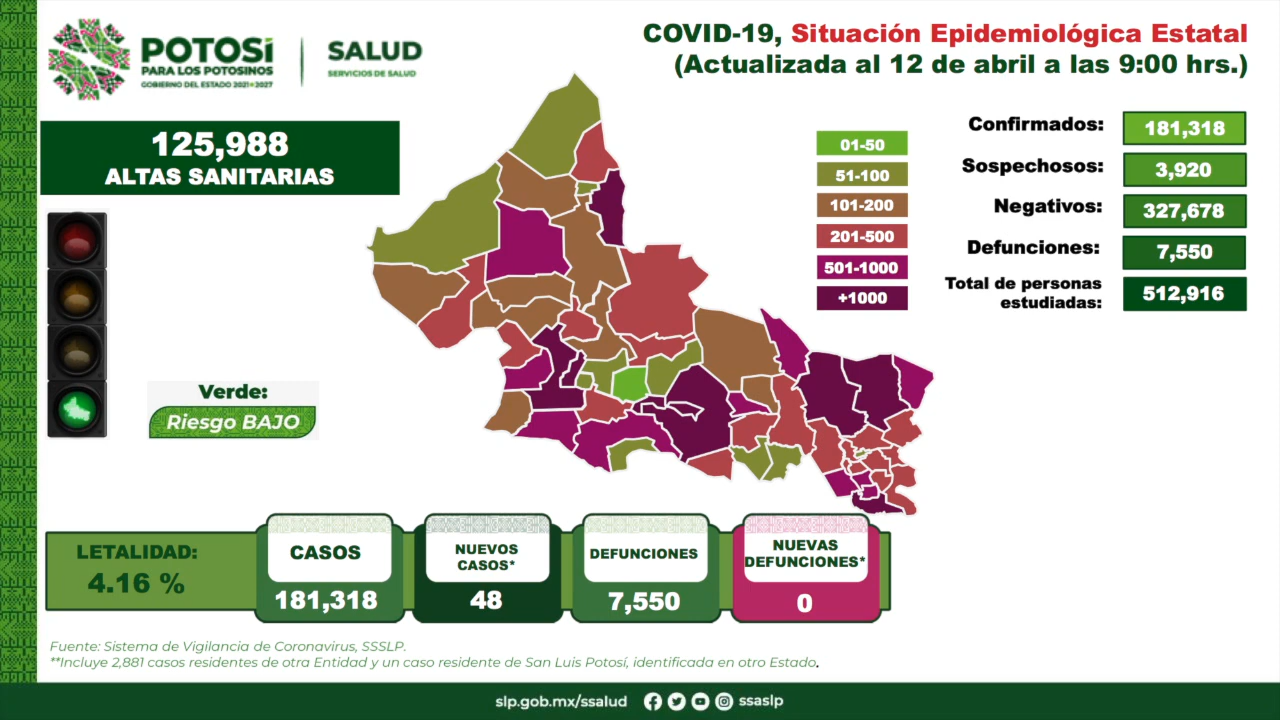 POTOSÍ
PARA LOS POTOSINOS
GOBIERNO DEL ESTADO 2021-2027
SALUD
SERVICIOS DE SALUD
COVID-19, Situación Epidemiológica Estatal
(Actualizada al 12 de abril a las 9:00 hrs.)
125,988
ALTAS SANITARIAS
01-50
51-100
101-200
201-500
501-1000
+1000
Confirmados: 181,318
Sospechosos: 3,920
Negativos: 327,678
Defunciones: 7,550
Total de personas
estudiadas: 512,916
Verde:
Riesgo BAJO
LETALIDAD:
4.16 %
CASOS
181,318
NUEVOS
CASOS*
48
DEFUNCIONES
7,550
NUEVAS
DEFUNCIONES*
0
Fuente: Sistema de Vigilancia de Coronavirus, SSSLP.
**Incluye 2,881 casos residentes de otra Entidad y un caso residente de San Luis Potosí, identificada en otro Estado.
slp.gob.mx/ssalud ssaslp